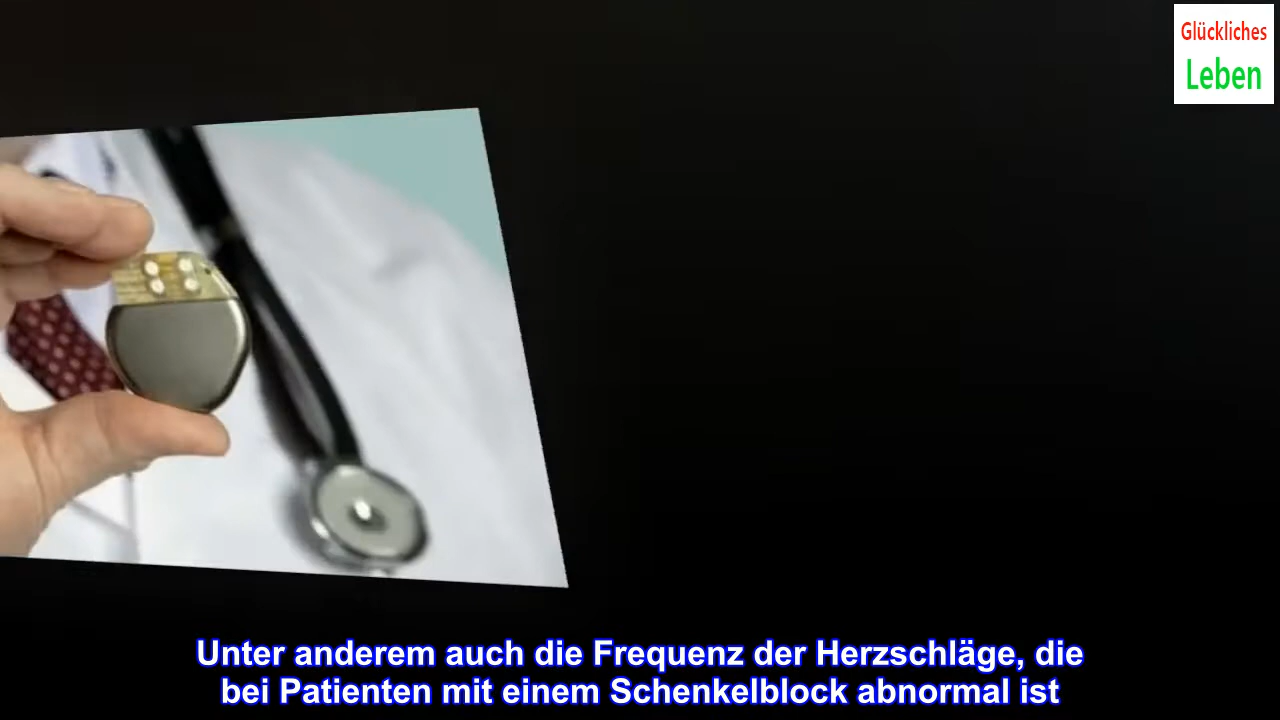 Glückliches
Leben
Unter anderem auch die Frequenz der Herzschläge, die
bei Patienten mit einem Schenkelblock abnormal ist